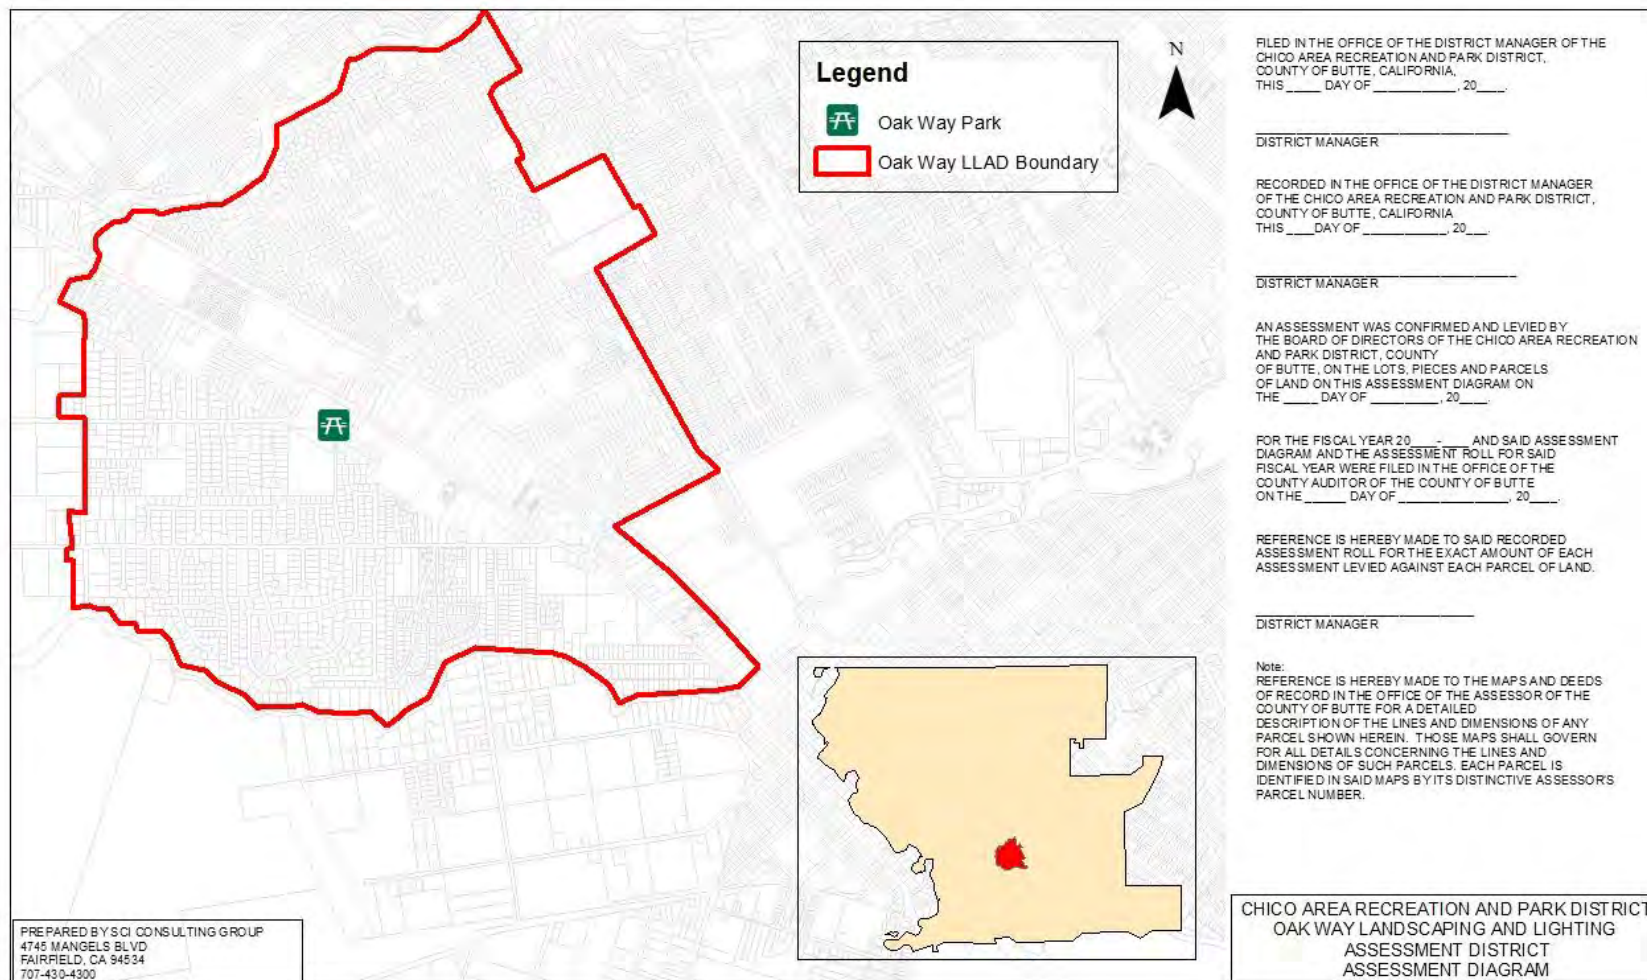 Legend
Oak Way Park
Oak Way LLAD Boundary
N
FILED IN THE OFFICE OF THE DISTRICT MANAGER OF THE
CHICO AREA RECREATION AND PARK DISTRICT,
COUNTY OF BUTTE, CALIFORNIA,
THIS _____ DAY OF ____________, 20____.
DISTRICT MANAGER
RECORDED IN THE OFFICE OF THE DISTRICT MANAGER
OF THE CHICO AREA RECREATION AND PARK DISTRICT,
COUNTY OF BUTTE, CALIFORNIA
THIS ____DAY OF ____________, 20___.
DISTRICT MANAGER
AN ASSESSMENT WAS CONFIRMED AND LEVIED BY
THE BOARD OF DIRECTORS OF THE CHICO AREA RECREATION
AND PARK DISTRICT, COUNTY
OF BUTTE, ON THE LOTS, PIECES AND PARCELS
OF LAND ON THIS ASSESSMENT DIAGRAM ON
THE _____ DAY OF __________, 20____.
FOR THE FISCAL YEAR 20____-____ AND SAID ASSESSMENT
DIAGRAM AND THE ASSESSMENT ROLL FOR SAID
FISCAL YEAR WERE FILED IN THE OFFICE OF THE
COUNTY AUDITOR OF THE COUNTY OF BUTTE
ON THE ______ DAY OF ________________, 20____.
REFERENCE IS HEREBY MADE TO SAID RECORDED
ASSESSMENT ROLL FOR THE EXACT AMOUNT OF EACH
ASSESSMENT LEVIED AGAINST EACH PARCEL OF LAND.
DISTRICT MANAGER
Note:
REFERENCE IS HEREBY MADE TO THE MAPS AND DEEDS
OF RECORD IN THE OFFICE OF THE ASSESSOR OF THE
COUNTY OF BUTTE FOR A DETAILED
DESCRIPTION OF THE LINES AND DIMENSIONS OF ANY
PARCEL SHOWN HEREIN. THOSE MAPS SHALL GOVERN
FOR ALL DETAILS CONCERNING THE LINES AND
DIMENSIONS OF SUCH PARCELS. EACH PARCEL IS
IDENTIFIED IN SAID MAPS BY ITS DISTINCTIVE ASSESSOR'S
PARCEL NUMBER.
PREPARED BY SCI CONSULTING GROUP
4745 MANGELS BLVD
FAIRFIELD, CA 94534
707-430-4300
CHICO AREA RECREATION AND PARK DISTRICT
OAK WAY LANDSCAPING AND LIGHTING
ASSESSMENT DISTRICT
ASSESSMENT DIAGRAM